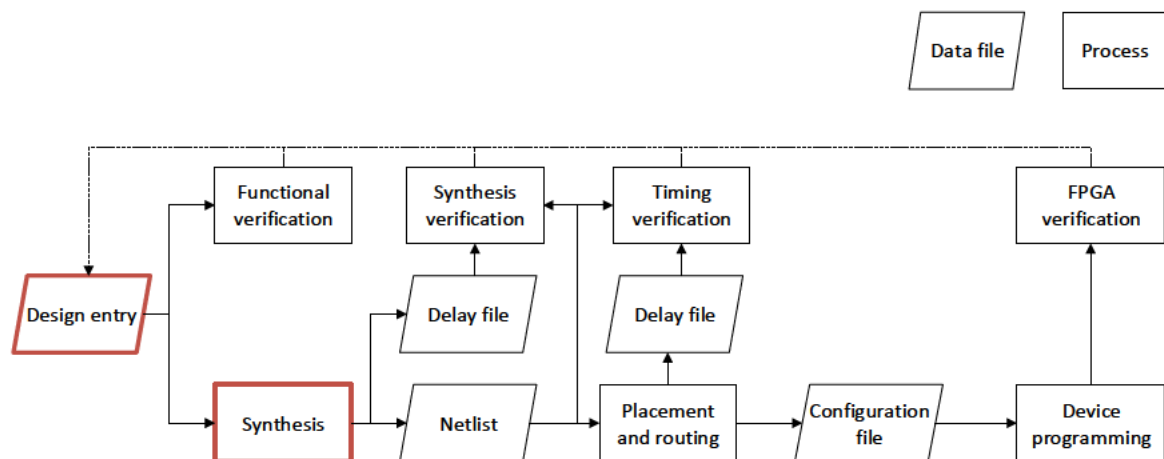 Data file
Process
Functional
verification
Synthesis
verification
Timing
verification
FPGA
verification
Design entry
Delay file
Delay file
Synthesis
Netlist
Placement
and routing
Configuration
file
Device
programming